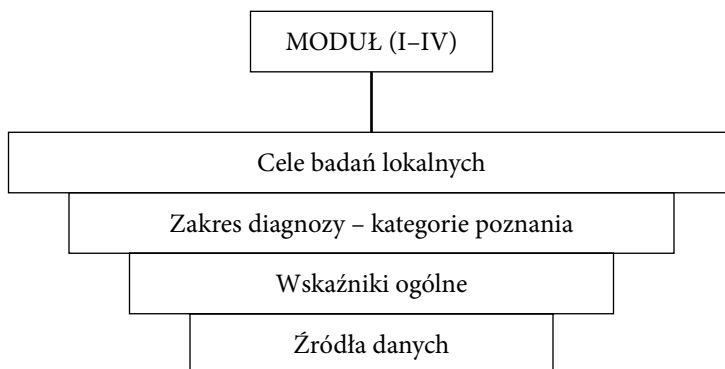 MODUŁ (I–IV)
Cele badań lokalnych
Zakres diagnozy – kategorie poznania
Wskaźniki ogólne
Źródła danych